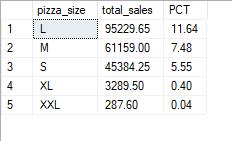 pizza_size total_sales PCT
1 L 95229.65 11.64
2 M 61159.00 7.48
3 S 45384.25 5.55
4 XL 3289.50 0.40
5 XXL 287.60 0.04